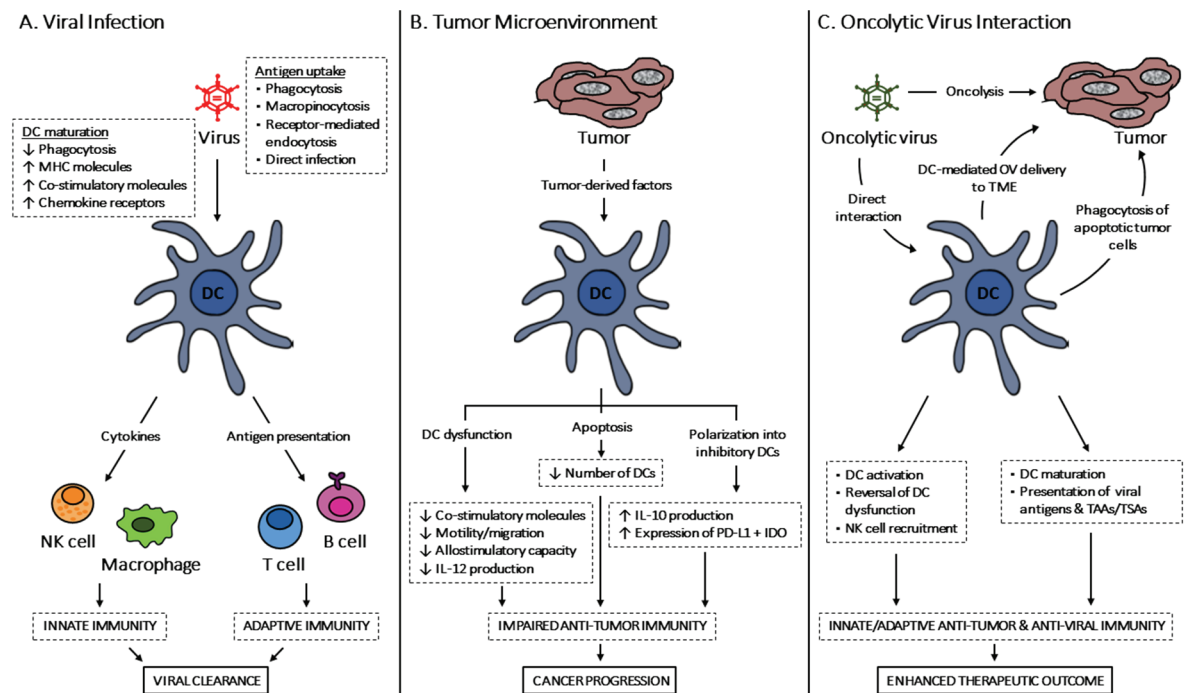 A. Viral Infection
Antigen uptake
▪ Phagocytosis
▪ Macropinocytosis
▪ Receptor-mediated
endocytosis
▪ Direct infection
Virus
DC maturation
↓ Phagocytosis
↑ MHC molecules
↑ Co-stimulatory molecules
↑ Chemokine receptors
DC
Cytokines
Antigen presentation
NK cell
Macrophage
T cell
B cell
INNATE IMMUNITY
ADAPTIVE IMMUNITY
VIRAL CLEARANCE
B. Tumor Microenvironment
Tumor
Tumor-derived factors
DC
DC dysfunction
Apoptosis
Polarization into
inhibitory DCs
↓ Number of DCs
↓ Co-stimulatory molecules
↓ Motility/migration
↓ Allostimulatory capacity
↓ IL-12 production
↑ IL-10 production
↑ Expression of PD-L1 + IDO
IMPAIRED ANTI-TUMOR IMMUNITY
CANCER PROGRESSION
C. Oncolytic Virus Interaction
Oncolysis
Oncolytic virus
Tumor
DC-mediated OV delivery
to TME
Direct
interaction
Phagocytosis of
apoptotic tumor
cells
DC
▪ DC activation
▪ Reversal of DC
dysfunction
▪ NK cell recruitment
▪ DC maturation
▪ Presentation of viral
antigens & TAAs/TSAs
INNATE/ADAPTIVE ANTI-TUMOR & ANTI-VIRAL IMMUNITY
ENHANCED THERAPEUTIC OUTCOME